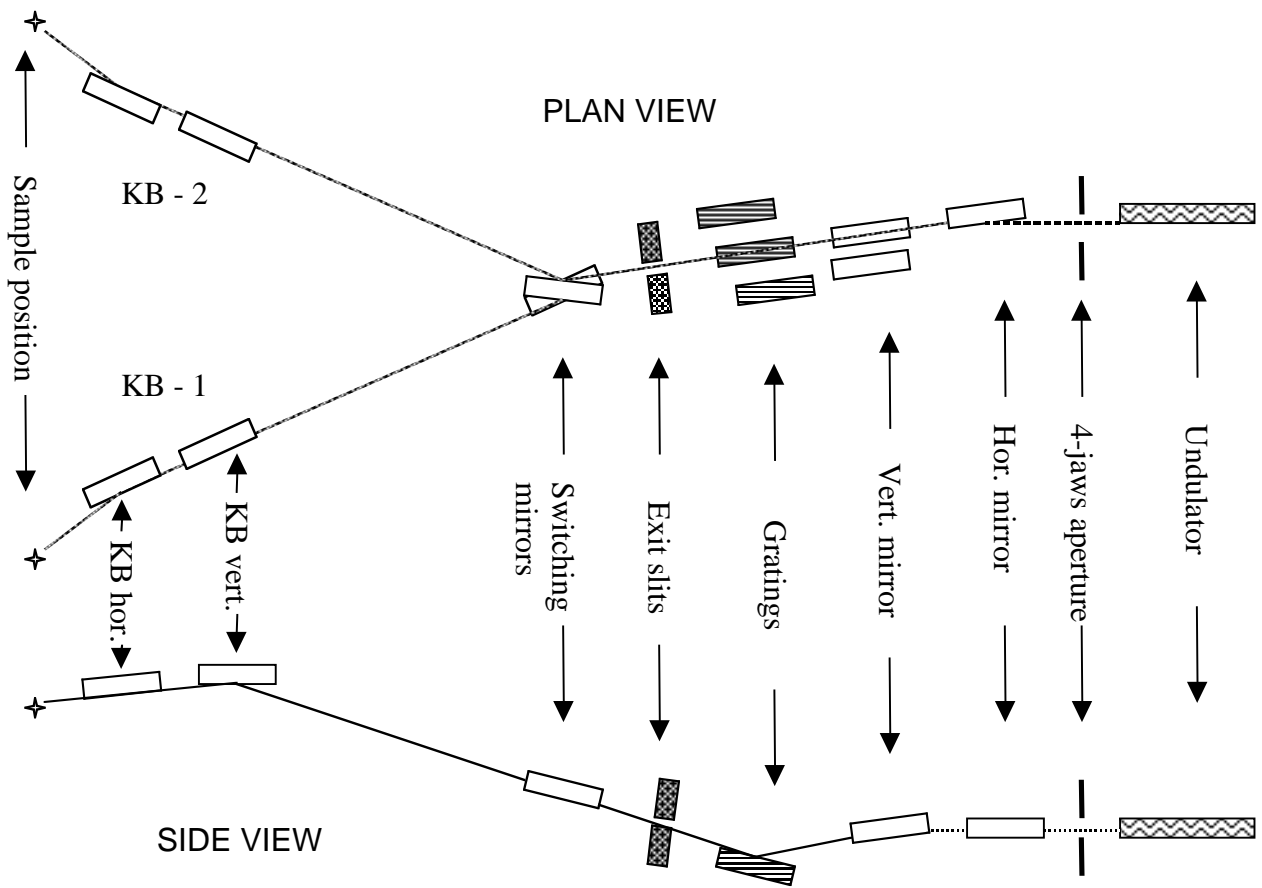 PLAN VIEW
KB - 2
KB - 1
Sample position
KB hor.
KB vert.
Switching
mirrors
Exit slits
Gratings
Vert. mirror
Hor. mirror
4-jaws aperture
Undulator
SIDE VIEW